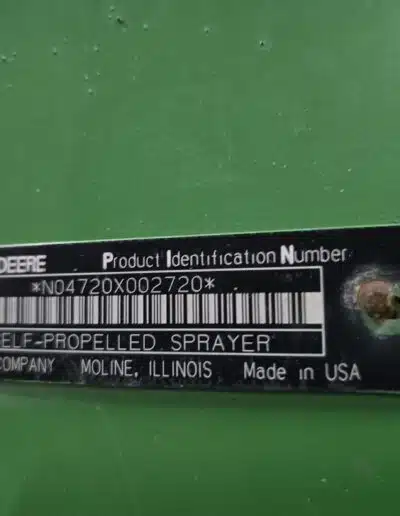 DEERE Product Identification Number
*N04720X002720*
ELF-PROPELLED SPRAYER
COMPANY MOLINE, ILLINOIS Made in USA